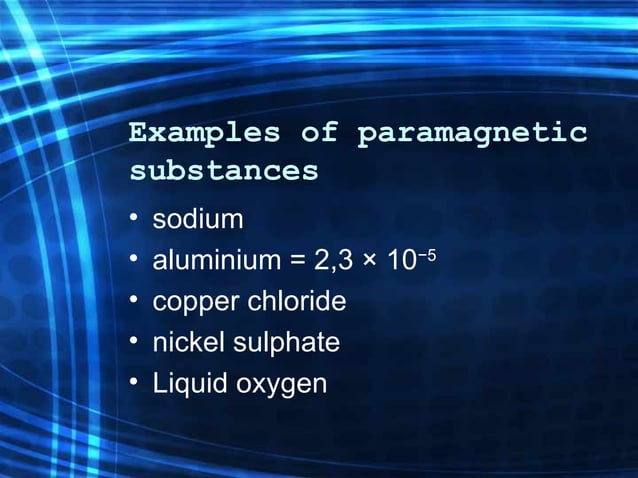 Examples of paramagnetic
substances
• sodium
• aluminium = 2,3 × 10⁻⁵
• copper chloride
• nickel sulphate
• Liquid oxygen